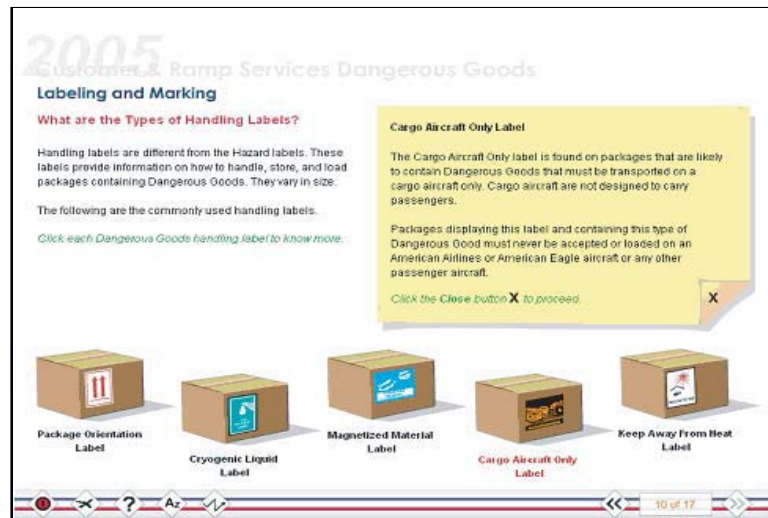 2005
Customer & Ramp Services Dangerous Goods
Labeling and Marking
What are the Types of Handling Labels?
Handling labels are different from the Hazard labels. These
labels provide information on how to handle, store, and load
packages containing Dangerous Goods. They vary in size.
The following are the commonly used handling labels.
Click each Dangerous Goods handling label to know more.
Cargo Aircraft Only Label
The Cargo Aircraft Only label is found on packages that are likely
to contain Dangerous Goods that must be transported on a
cargo aircraft only. Cargo aircraft are not designed to carry
passengers.
Packages displaying this label and containing this type of
Dangerous Good must never be accepted or loaded on an
American Airlines or American Eagle aircraft or any other
passenger aircraft.
Click the Close button X to proceed.
X
Package Orientation
Label
Cryogenic Liquid
Label
Magnetized Material
Label
Cargo Aircraft Only
Label
Keep Away From Heat
Label
?
Az
10 of 17